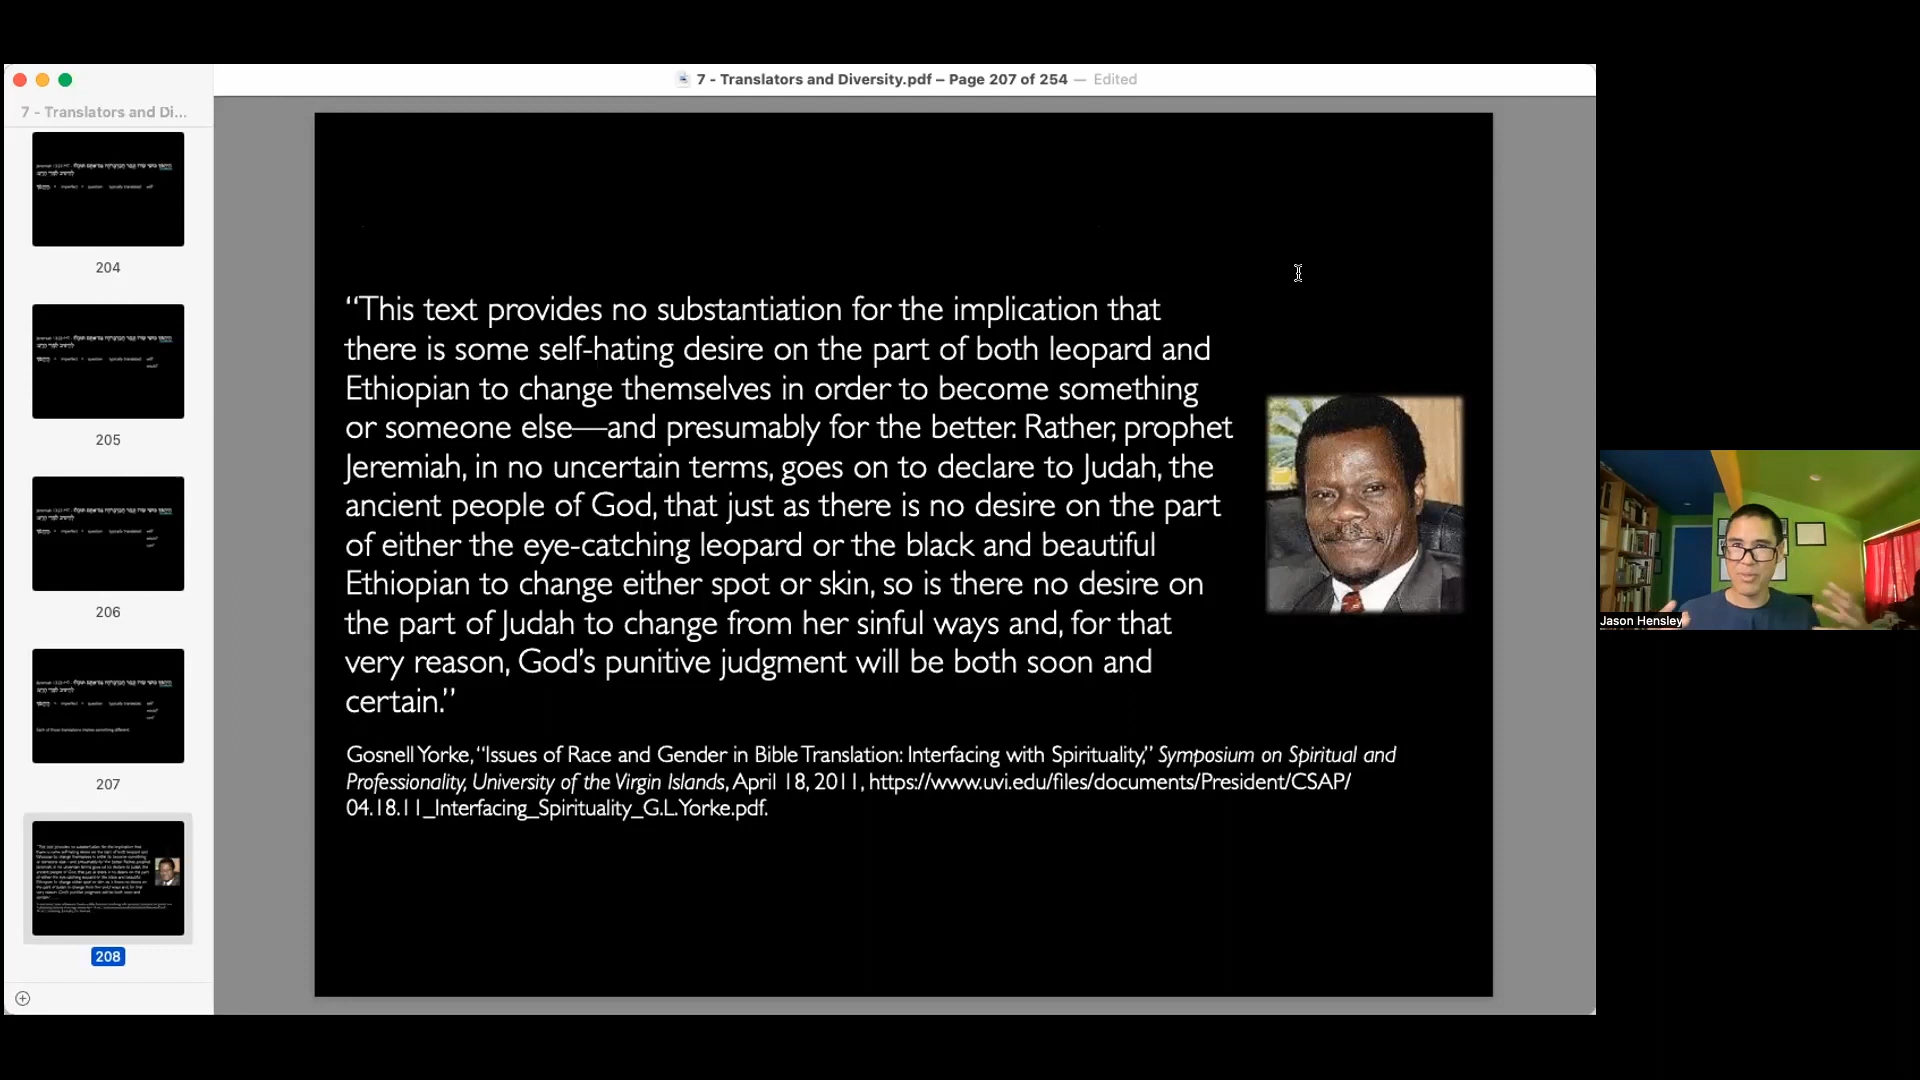 7 - Translators and Diversity.pdf – Page 207 of 254 — Edited
7 - Translators and Di...
204
205
206
207
Each of those translations implies something different
208
“This text provides no substantiation for the implication that
there is some self-hating desire on the part of both leopard and
Ethiopian to change themselves in order to become something
or someone else—and presumably for the better. Rather, prophet
Jeremiah, in no uncertain terms, goes on to declare to Judah, the
ancient people of God, that just as there is no desire on the part
of either the eye-catching leopard or the black and beautiful
Ethiopian to change either spot or skin, so is there no desire on
the part of Judah to change from her sinful ways and, for that
very reason, God’s punitive judgment will be both soon and
certain.”
Gosnell Yorke, “Issues of Race and Gender in Bible Translation: Interfacing with Spirituality,” Symposium on Spiritual and
Professionality, University of the Virgin Islands, April 18, 2011, https://www.uvi.edu/files/documents/President/CSAP/
04.18.11_Interfacing_Spirituality_G.L.Yorke.pdf.
Jason Hensley